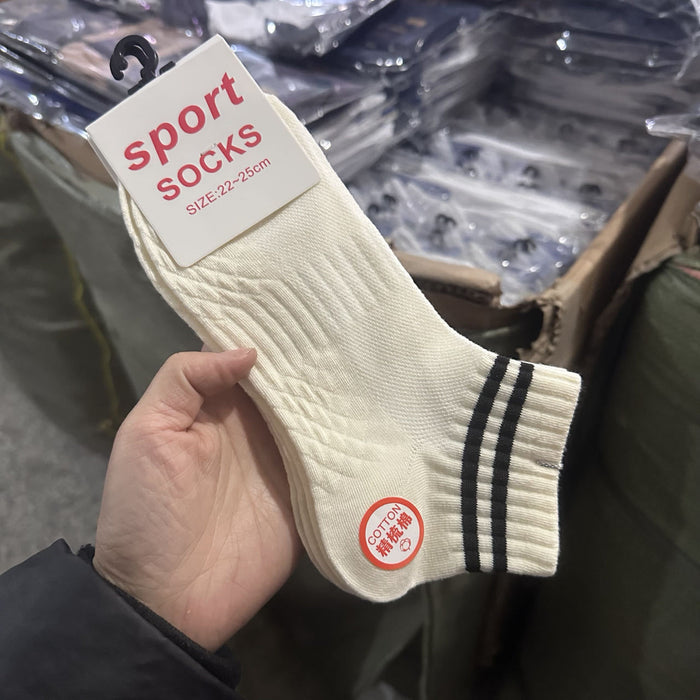 sport
SOCKS
SIZE:22~25cm
COTTON
精梳棉